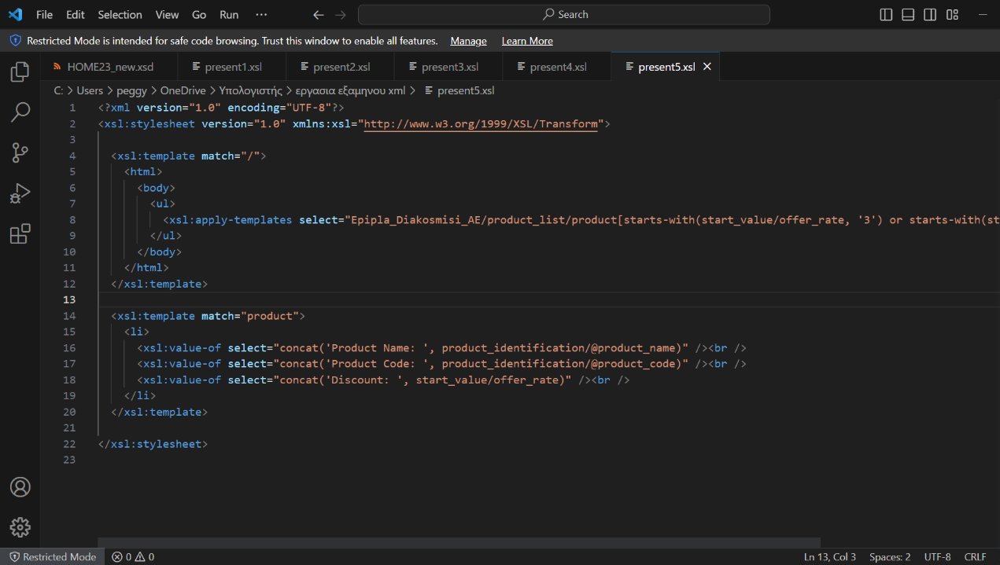 File Edit Selection View Go Run ··· Search
Restricted Mode is intended for safe code browsing. Trust this window to enable all features. Manage Learn More
HOME23_new.xsd present1.xsl present2.xsl present3.xsl present4.xsl present5.xsl
C: > Users > peggy > OneDrive > Υπολογιστής > εργασια εξαμηνου xml > present5.xsl
1 <?xml version="1.0" encoding="UTF-8"?>
2 <xsl:stylesheet version="1.0" xmlns:xsl="http://www.w3.org/1999/XSL/Transform">
3
4 <xsl:template match="/">
5 <html>
6 <body>
7 <ul>
8 <xsl:apply-templates select="Epipla_Diakosmisi_AE/product_list/product[starts-with(start_value/offer_rate, '3') or starts-with(st
9 </ul>
10 </body>
11 </html>
12 </xsl:template>
13
14 <xsl:template match="product">
15 <li>
16 <xsl:value-of select="concat('Product Name: ', product_identification/@product_name)" /><br />
17 <xsl:value-of select="concat('Product Code: ', product_identification/@product_code)" /><br />
18 <xsl:value-of select="concat('Discount: ', start_value/offer_rate)" /><br />
19 </li>
20 </xsl:template>
21
22 </xsl:stylesheet>
23
Restricted Mode 0 0 Ln 13, Col 3 Spaces: 2 UTF-8 CRLF